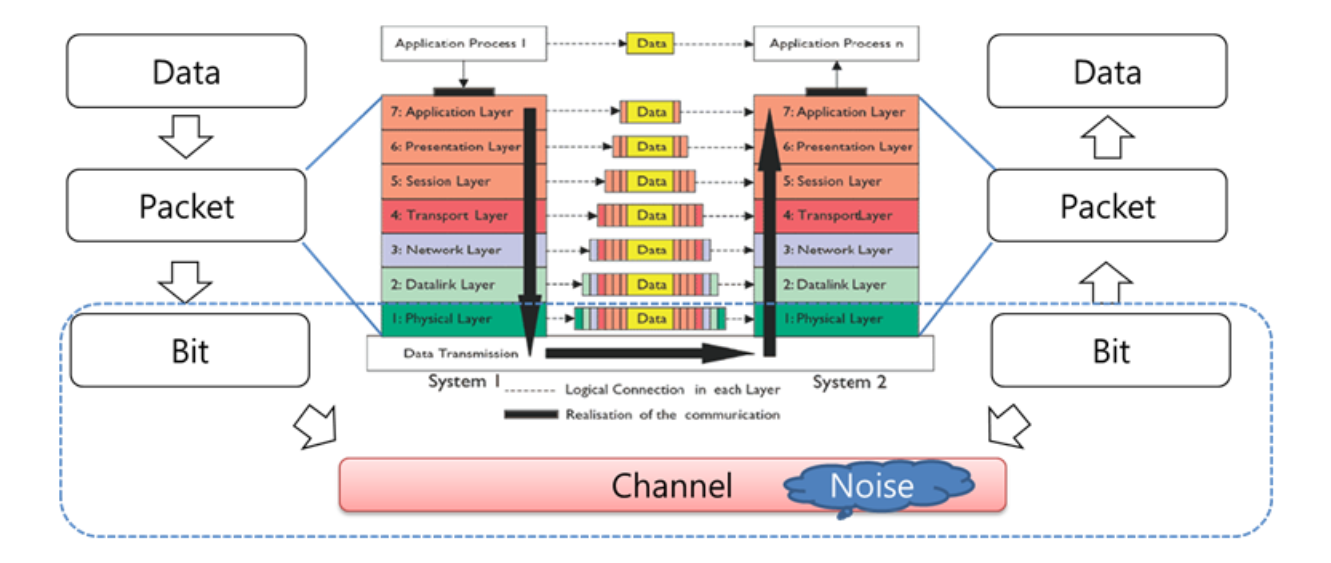 Data
Packet
Bit
Application Process 1
Data
Application Process n
7: Application Layer
Data
7: Application Layer
6: Presentation Layer
Data
6: Presentation Layer
5: Session Layer
Data
5: Session Layer
4: Transport Layer
Data
4: TransportLayer
3: Network Layer
Data
3: Network Layer
2: Datalink Layer
Data
2: Datalink Layer
1: Physical Layer
Data
1: Physical Layer
Data Transmission
System 1
System 2
Logical Connection in each Layer
Realisation of the communication
Data
Packet
Bit
Channel
Noise